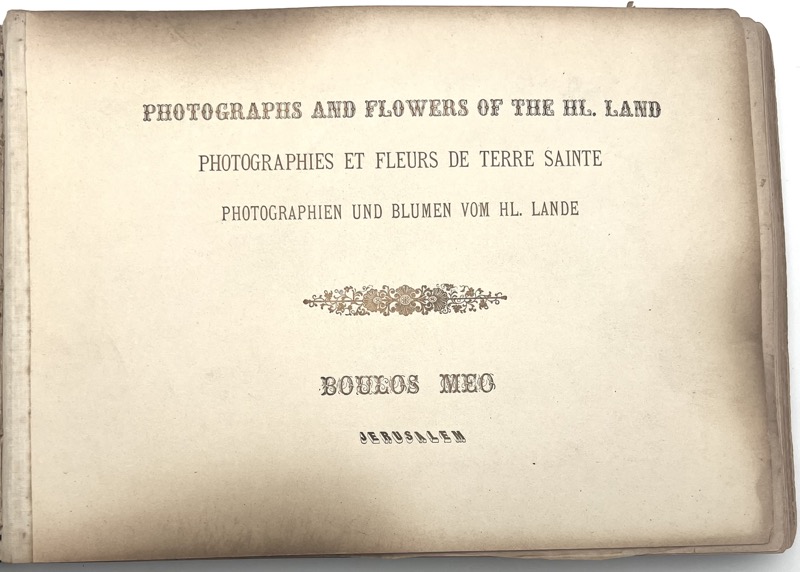 PHOTOGRAPHS AND FLOWERS OF THE HL. LAND
PHOTOGRAPHIES ET FLEURS DE TERRE SAINTE
PHOTOGRAPHIEN UND BLUMEN VOM HL. LANDE
BOULOS MEO
JERUSALEM